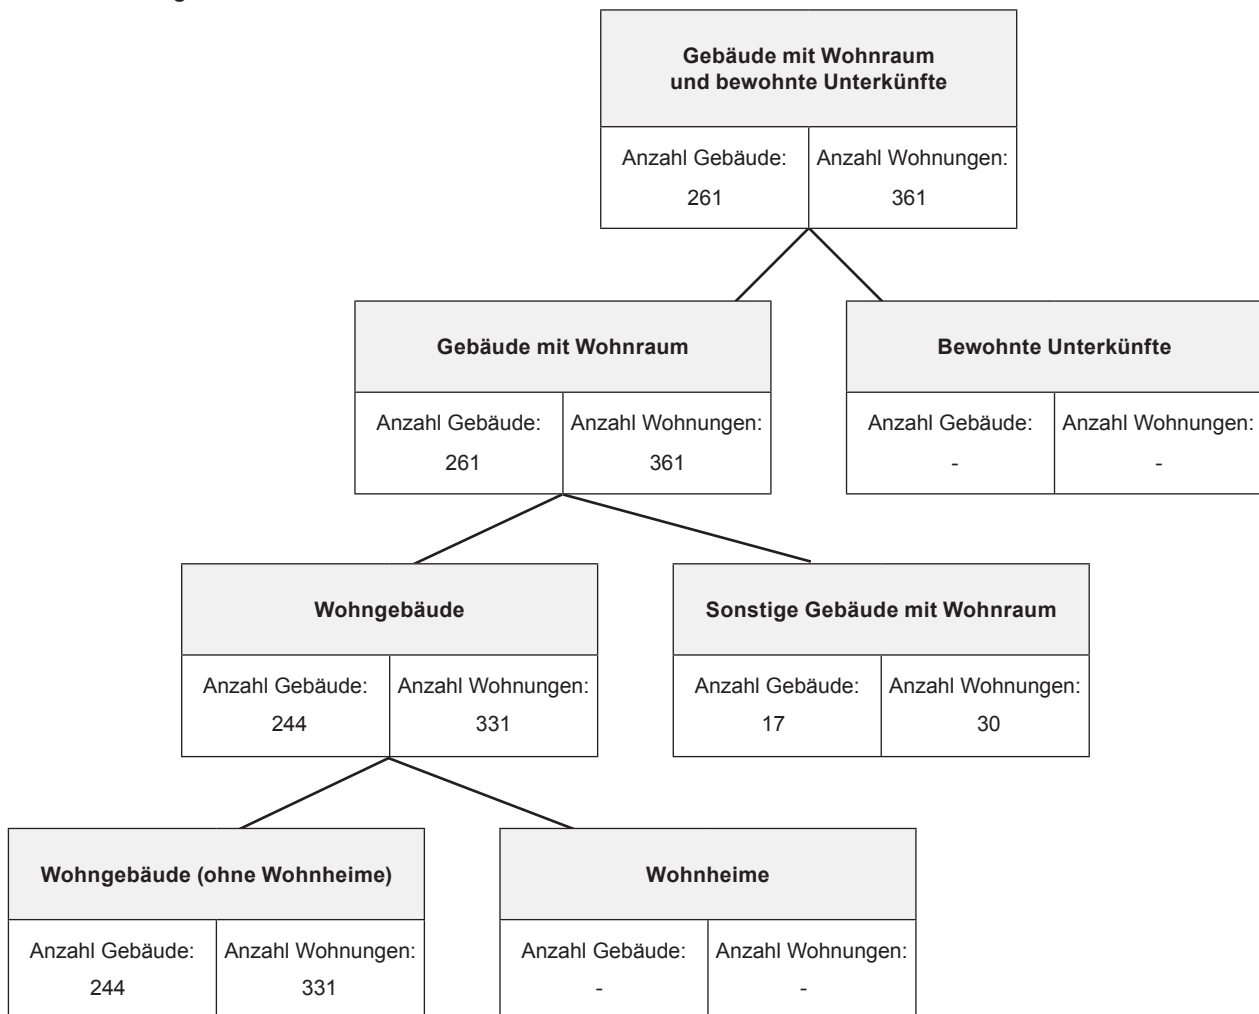 Gebäude mit Wohnraum
und bewohnte Unterkünfte
Anzahl Gebäude: Anzahl Wohnungen:
261 361
Gebäude mit Wohnraum
Anzahl Gebäude: Anzahl Wohnungen:
261 361
Bewohnte Unterkünfte
Anzahl Gebäude: Anzahl Wohnungen:
- -
Wohngebäude
Anzahl Gebäude: Anzahl Wohnungen:
244 331
Sonstige Gebäude mit Wohnraum
Anzahl Gebäude: Anzahl Wohnungen:
17 30
Wohngebäude (ohne Wohnheime)
Anzahl Gebäude: Anzahl Wohnungen:
244 331
Wohnheime
Anzahl Gebäude: Anzahl Wohnungen:
- -